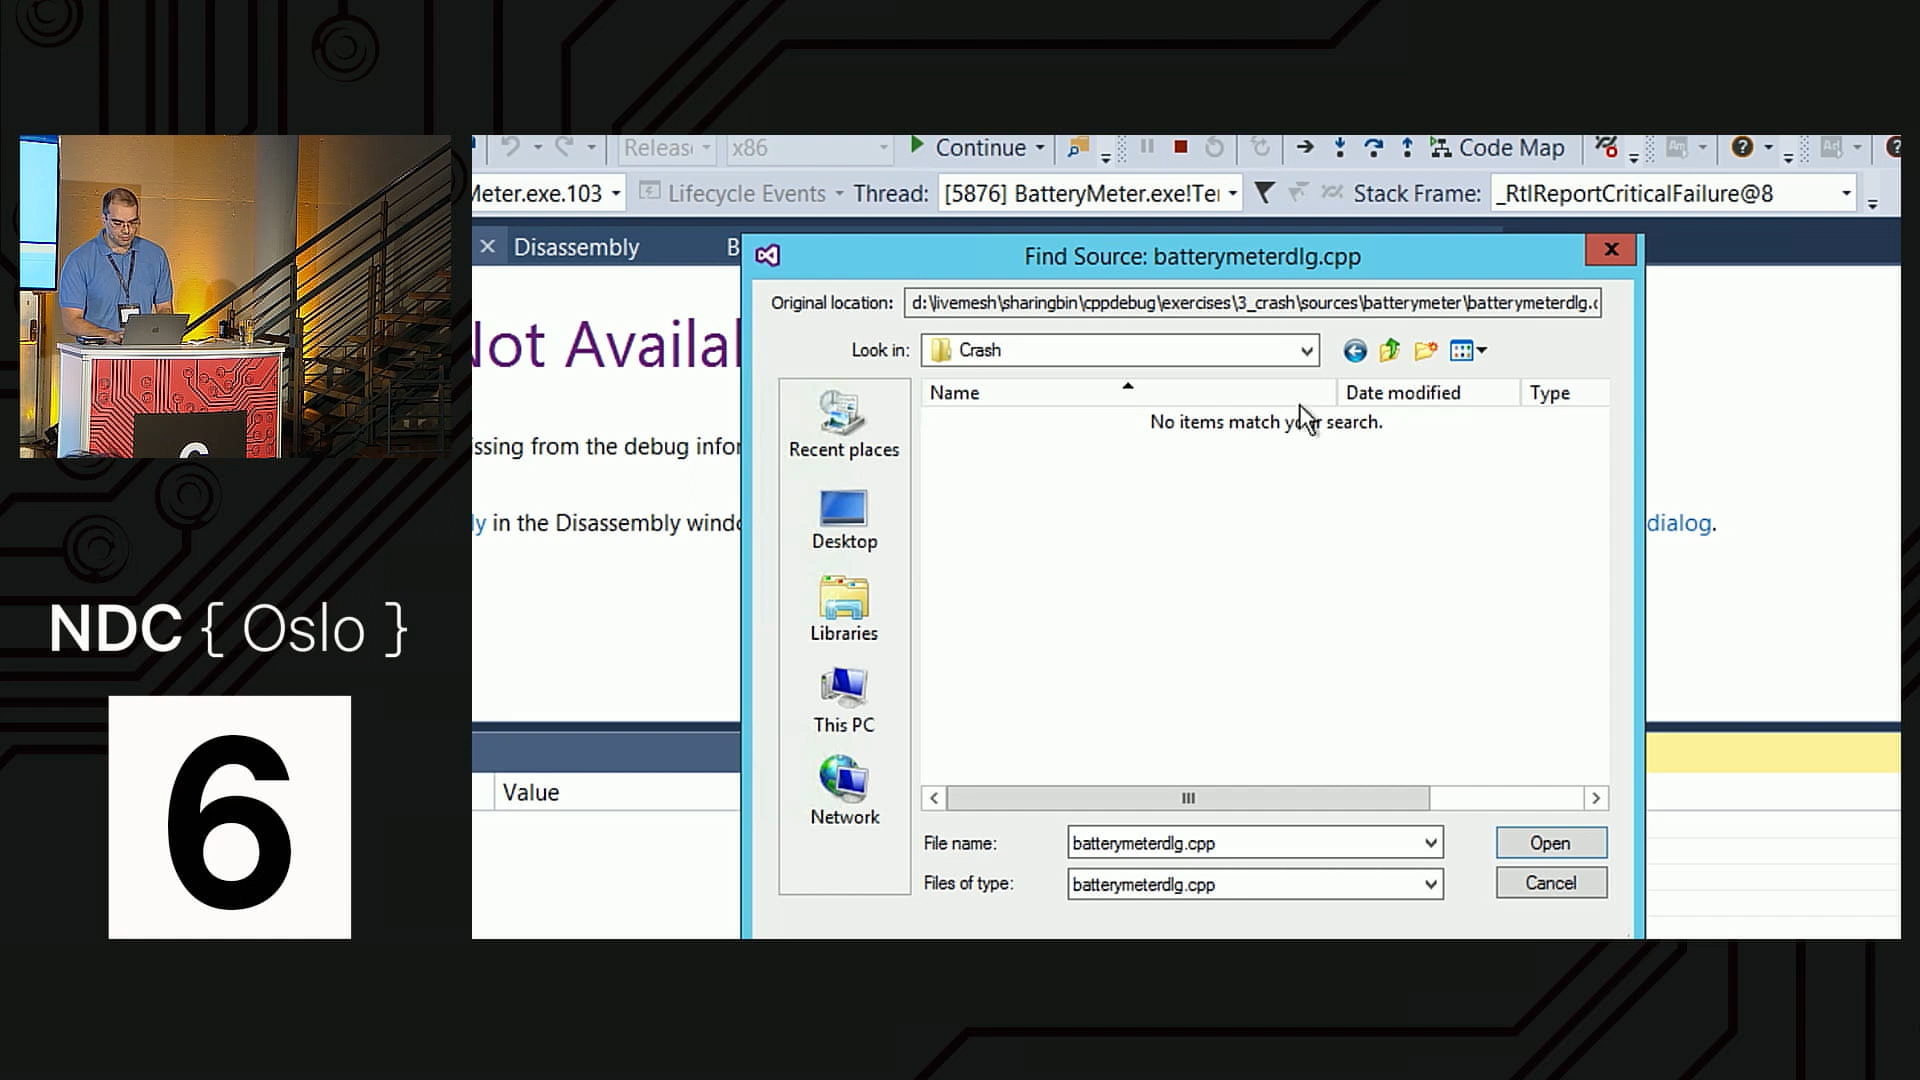 Releas
x86
Continue
Code Map
Meter.exe.103
Lifecycle Events
Thread:
[5876] BatteryMeter.exe!Te
Stack Frame:
_RtlReportCriticalFailure@8
Disassembly
B
Find Source: batterymeterdlg.cpp
Original location:
d:\livemesh\sharingbin\cppdebug\exercises\3_crash\sources\batterymeter\batterymeterdlg.c
Not Availal
Look in:
Crash
Name
Date modified
Type
No items match your search.
Recent places
ssing from the debug infor
Desktop
ly in the Disassembly windo
dialog.
Libraries
This PC
Network
Value
File name:
batterymeterdlg.cpp
Open
Files of type:
batterymeterdlg.cpp
Cancel
NDC { Oslo }
6